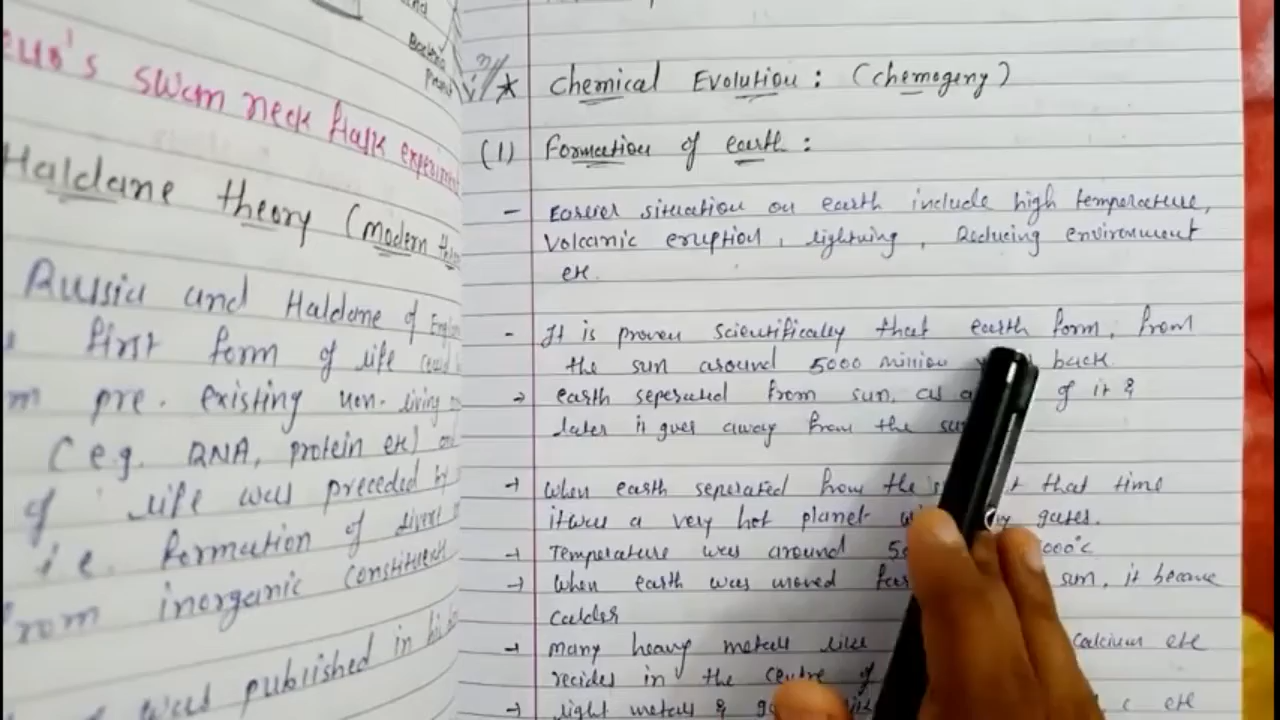 swan neck flask experiment
Haldane theory (Modern
Russia and Haldane of
first form of life
pre. existing non-living
(e.g. RNA, protein etc)
of life was preceded by
i.e. formation of
from inorganic constituent
was published in
* Chemical Evolution : (chemogeny)
(1) Formation of earth :
- Earlier situation on earth include high temperature,
volcanic eruption, lightning, Reducing environment
etc.
- It is proven scientifically that earth form, from
the sun around 5000 million back.
→ earth seperated from sun, as a of it &
later it goes away from the sun
→ When earth seperated from the that time
it was a very hot planet gases.
→ Temperature was around 000°c
→ When earth was moved sun, it became
colder
→ Many heavy metals like calcium etc
recides in the centre of
→ light metals & etc